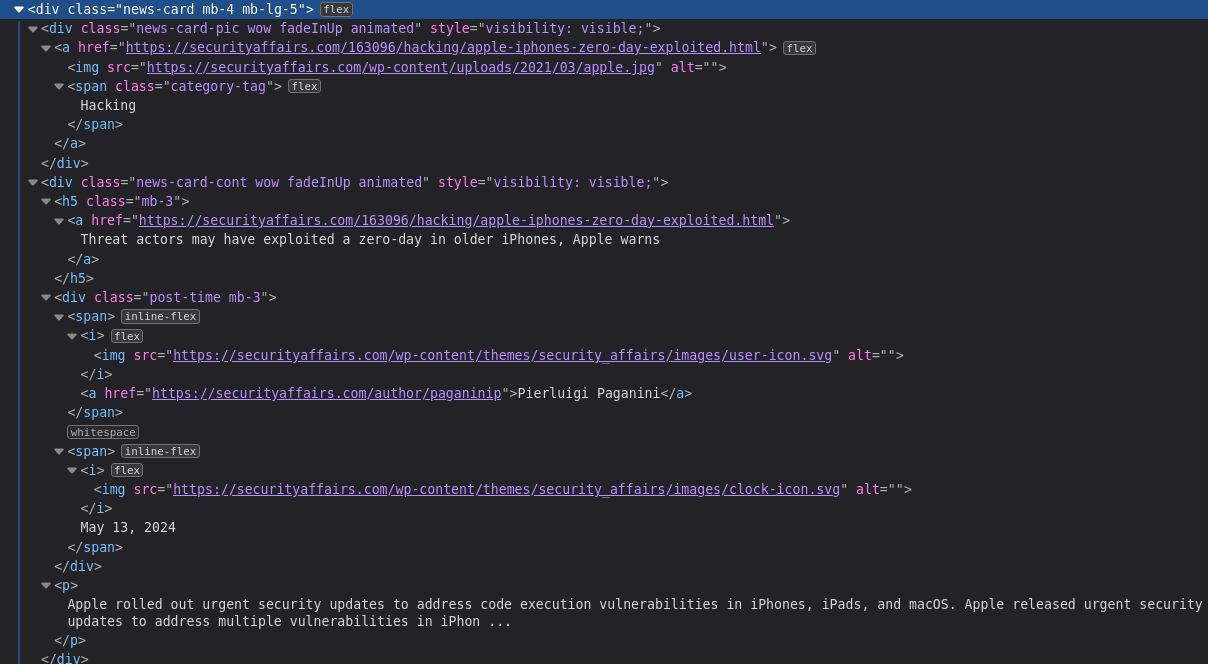 <div class="news-card mb-4 mb-lg-5"> flex
<div class="news-card-pic wow fadeInUp animated" style="visibility: visible;">
<a href="https://securityaffairs.com/163096/hacking/apple-iphones-zero-day-exploited.html"> flex
<img src="https://securityaffairs.com/wp-content/uploads/2021/03/apple.jpg" alt="">
<span class="category-tag"> flex
Hacking
</span>
</a>
</div>
<div class="news-card-cont wow fadeInUp animated" style="visibility: visible;">
<h5 class="mb-3">
<a href="https://securityaffairs.com/163096/hacking/apple-iphones-zero-day-exploited.html">
Threat actors may have exploited a zero-day in older iPhones, Apple warns
</a>
</h5>
<div class="post-time mb-3">
<span> inline-flex
<i> flex
<img src="https://securityaffairs.com/wp-content/themes/security_affairs/images/user-icon.svg" alt="">
</i>
<a href="https://securityaffairs.com/author/paganinip">Pierluigi Paganini</a>
</span>
whitespace
<span> inline-flex
<i> flex
<img src="https://securityaffairs.com/wp-content/themes/security_affairs/images/clock-icon.svg" alt="">
</i>
May 13, 2024
</span>
</div>
<p>
Apple rolled out urgent security updates to address code execution vulnerabilities in iPhones, iPads, and macOS. Apple released urgent security
updates to address multiple vulnerabilities in iPhon ...
</p>
</div>